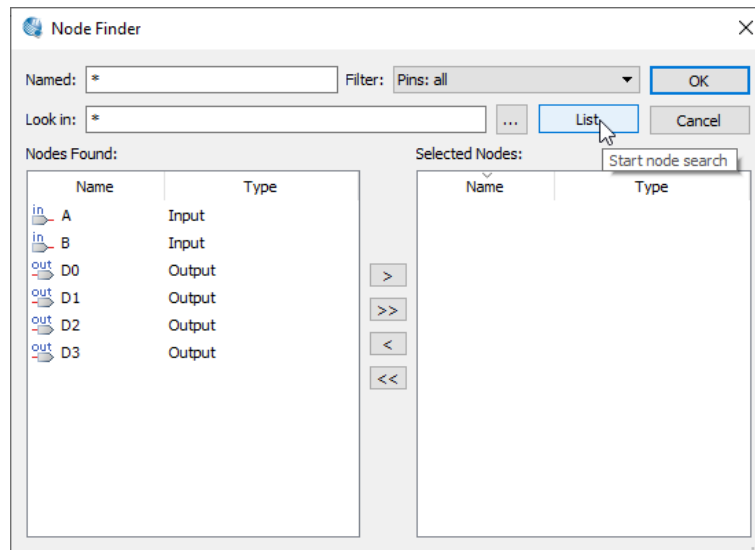 Node Finder
Named: * Filter: Pins: all OK
Look in: * ... List Cancel
Start node search
Nodes Found: Selected Nodes:
Name Type Name Type
in A Input
in B Input
out D0 Output
out D1 Output
out D2 Output
out D3 Output
>
>>
<
<<